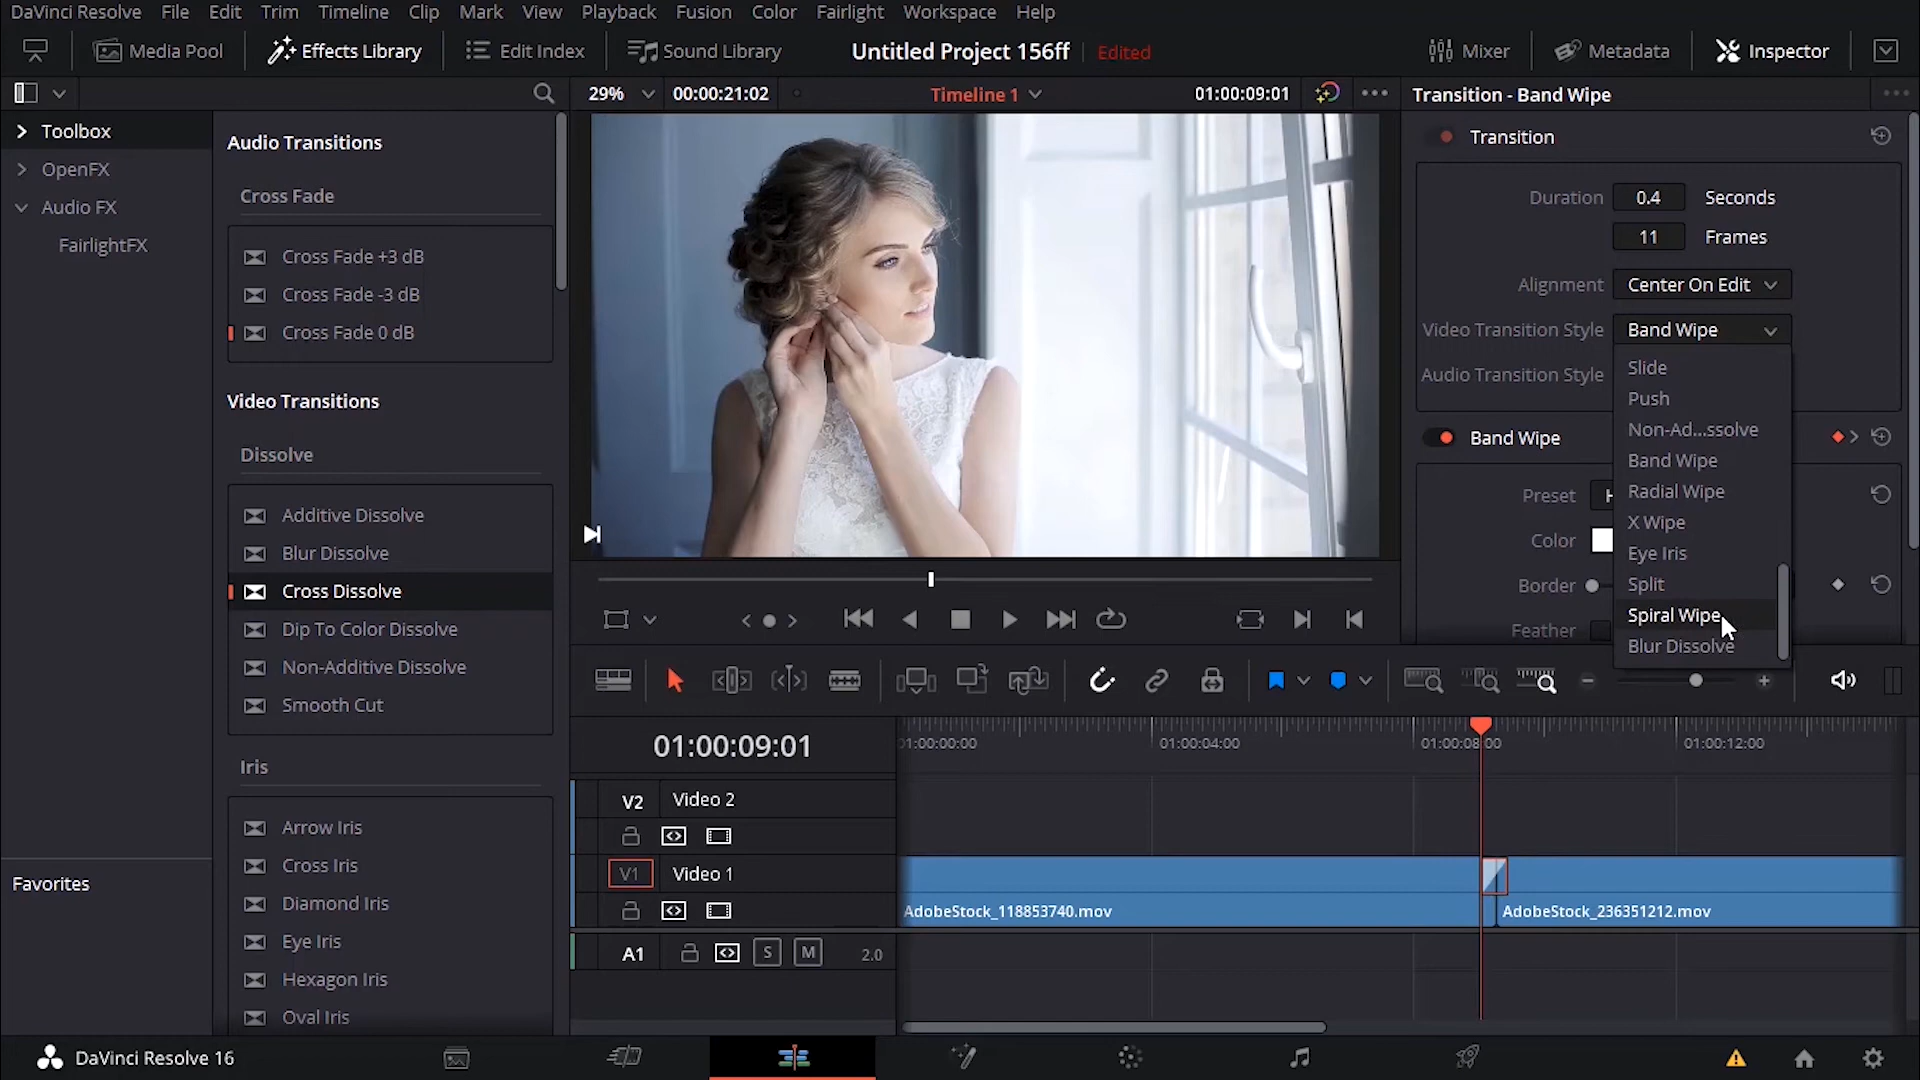 DaVinci Resolve File Edit Trim Timeline Clip Mark View Playback Fusion Color Fairlight Workspace Help
Media Pool Effects Library Edit Index Sound Library Untitled Project 156ff Edited Mixer Metadata Inspector
29% 00:00:21:02 Timeline 1 01:00:09:01 Transition - Band Wipe
Toolbox
OpenFX
Audio FX
FairlightFX
Favorites
Audio Transitions
Cross Fade
Cross Fade +3 dB
Cross Fade -3 dB
Cross Fade 0 dB
Video Transitions
Dissolve
Additive Dissolve
Blur Dissolve
Cross Dissolve
Dip To Color Dissolve
Non-Additive Dissolve
Smooth Cut
Iris
Arrow Iris
Cross Iris
Diamond Iris
Eye Iris
Hexagon Iris
Oval Iris
Transition
Duration 0.4 Seconds
11 Frames
Alignment Center On Edit
Video Transition Style Band Wipe
Audio Transition Style
Slide
Push
Non-Ad...ssolve
Band Wipe
Radial Wipe
X Wipe
Eye Iris
Split
Spiral Wipe
Blur Dissolve
Band Wipe
Preset
Color
Border
Feather
01:00:09:01
01:00:00:00 01:00:04:00 01:00:08:00 01:00:12:00
V2 Video 2
V1 Video 1
AdobeStock_118853740.mov AdobeStock_236351212.mov
A1 S M 2.0
DaVinci Resolve 16